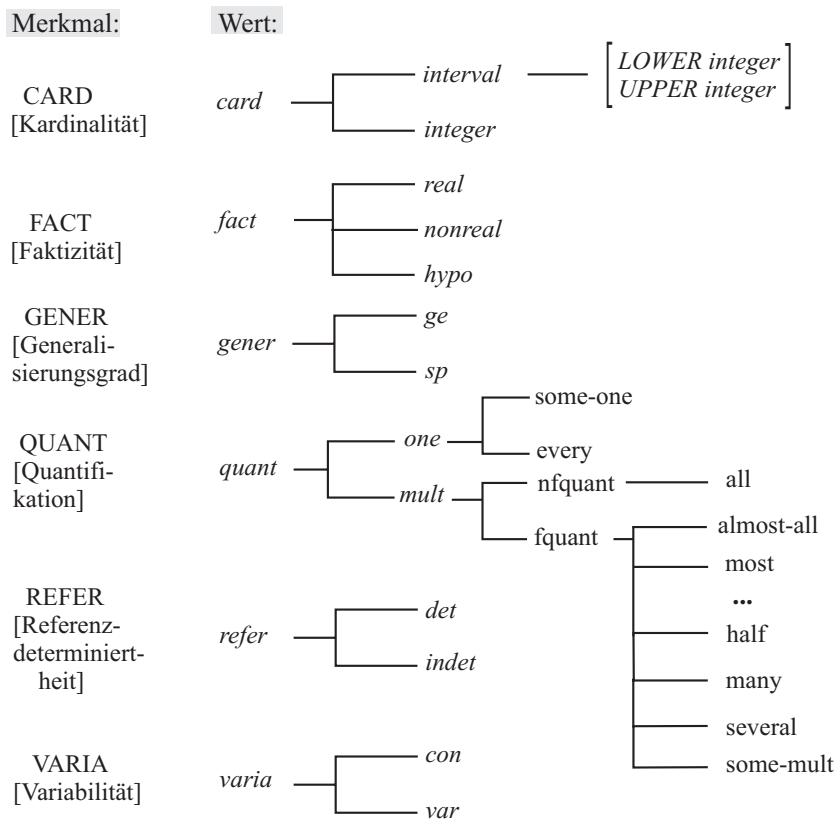 Merkmal: Wert:
CARD
[Kardinalität]
card
interval
integer
LOWER integer
UPPER integer
FACT
[Faktizität]
fact
real
nonreal
hypo
GENER
[Generali-
sierungsgrad]
gener
ge
sp
QUANT
[Quantifi-
kation]
quant
one
some-one
every
mult
nfquant
all
fquant
almost-all
most
...
half
many
several
some-mult
REFER
[Referenz-
determiniert-
heit]
refer
det
indet
VARIA
[Variabilität]
varia
con
var